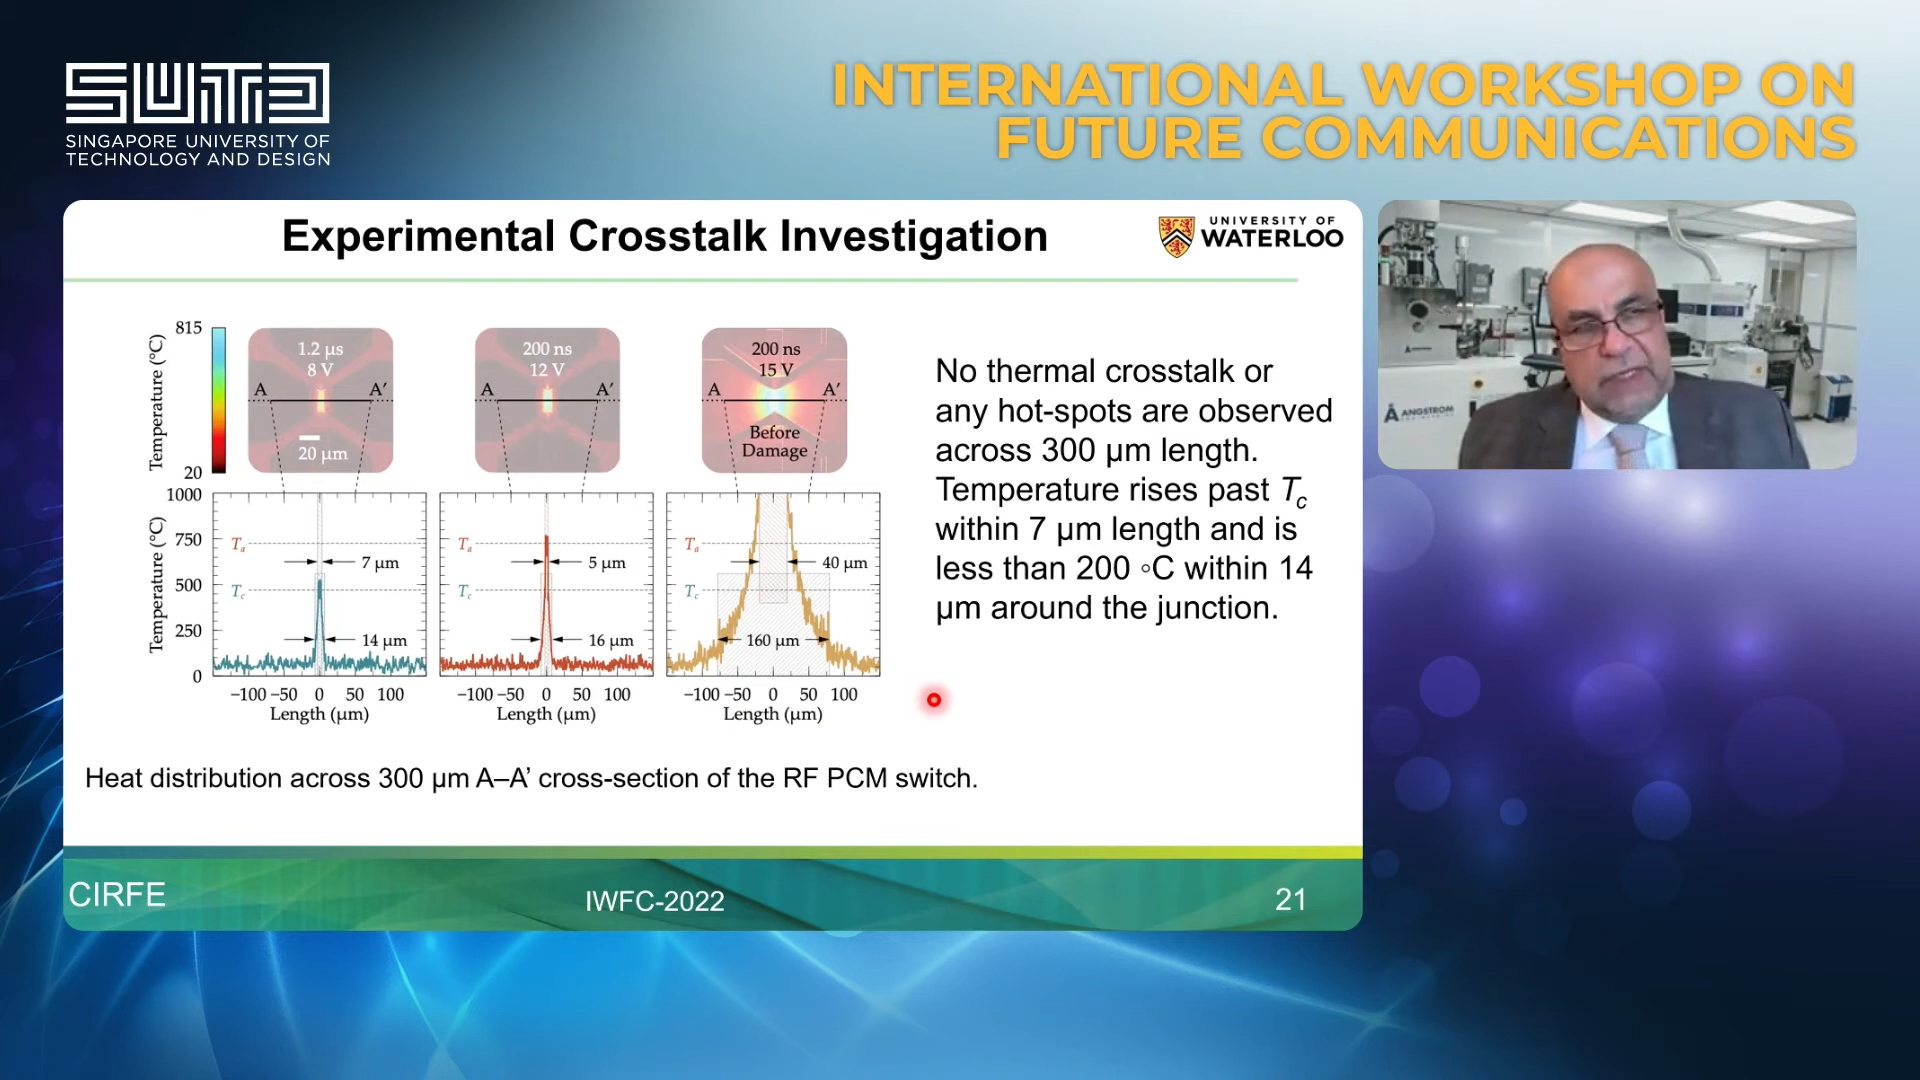 SUTD
SINGAPORE UNIVERSITY OF
TECHNOLOGY AND DESIGN
INTERNATIONAL WORKSHOP ON
FUTURE COMMUNICATIONS
Experimental Crosstalk Investigation
UNIVERSITY OF
WATERLOO
Temperature (°C)
815
20
1.2 µs
8 V
A A′
20 µm
200 ns
12 V
A A′
200 ns
15 V
A A′
Before
Damage
Temperature (°C)
1000
750
500
250
0
Ta
7 µm
Tc
14 µm
−100 −50 0 50 100
Length (µm)
Ta
5 µm
Tc
16 µm
−100 −50 0 50 100
Length (µm)
Ta
40 µm
Tc
160 µm
−100 −50 0 50 100
Length (µm)
No thermal crosstalk or
any hot-spots are observed
across 300 µm length.
Temperature rises past Tc
within 7 µm length and is
less than 200 ◦C within 14
µm around the junction.
Heat distribution across 300 µm A–A’ cross-section of the RF PCM switch.
CIRFE
IWFC-2022
21
ANGSTROM